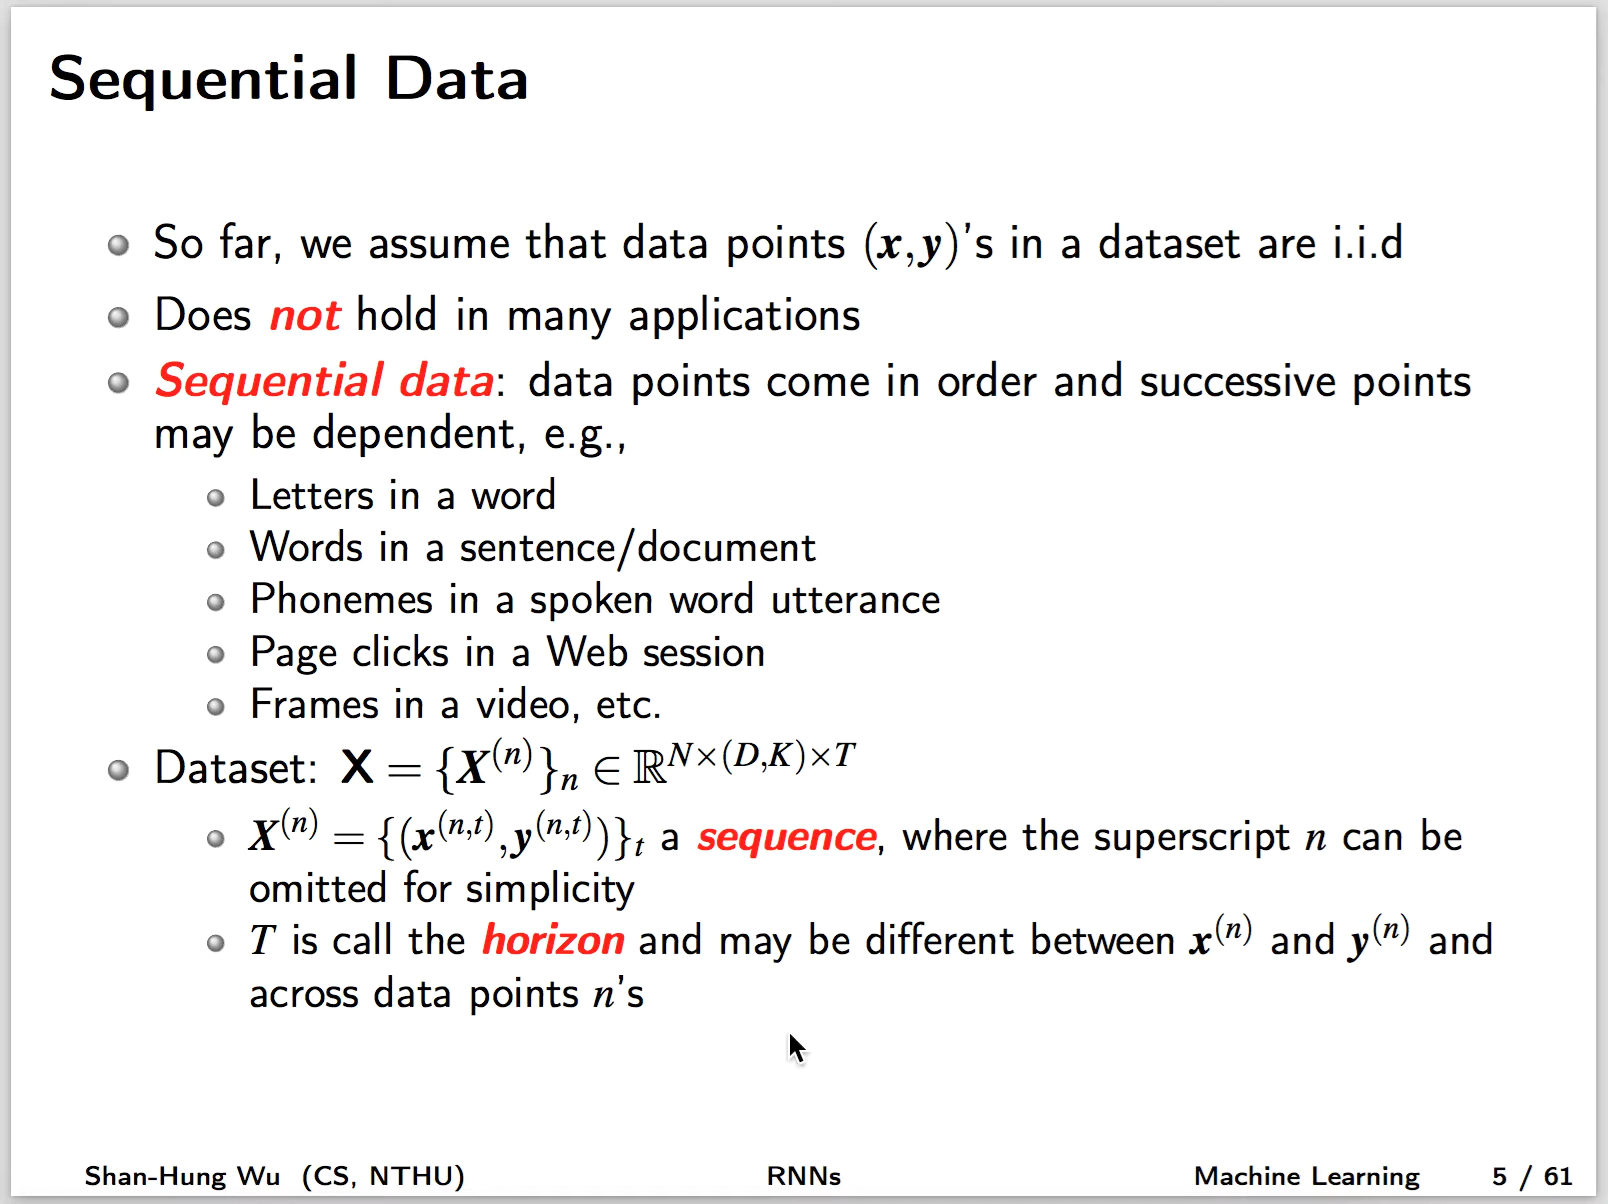 Sequential Data
So far, we assume that data points (x,y)'s in a dataset are i.i.d
Does not hold in many applications
Sequential data: data points come in order and successive points
may be dependent, e.g.,
Letters in a word
Words in a sentence/document
Phonemes in a spoken word utterance
Page clicks in a Web session
Frames in a video, etc.
Dataset: X = {X^(n)}_n ∈ ℝ^N×(D,K)×T
X^(n) = {(x^(n,t), y^(n,t))}_t a sequence, where the superscript n can be
omitted for simplicity
T is call the horizon and may be different between x^(n) and y^(n) and
across data points n's
Shan-Hung Wu (CS, NTHU) RNNs Machine Learning 5 / 61